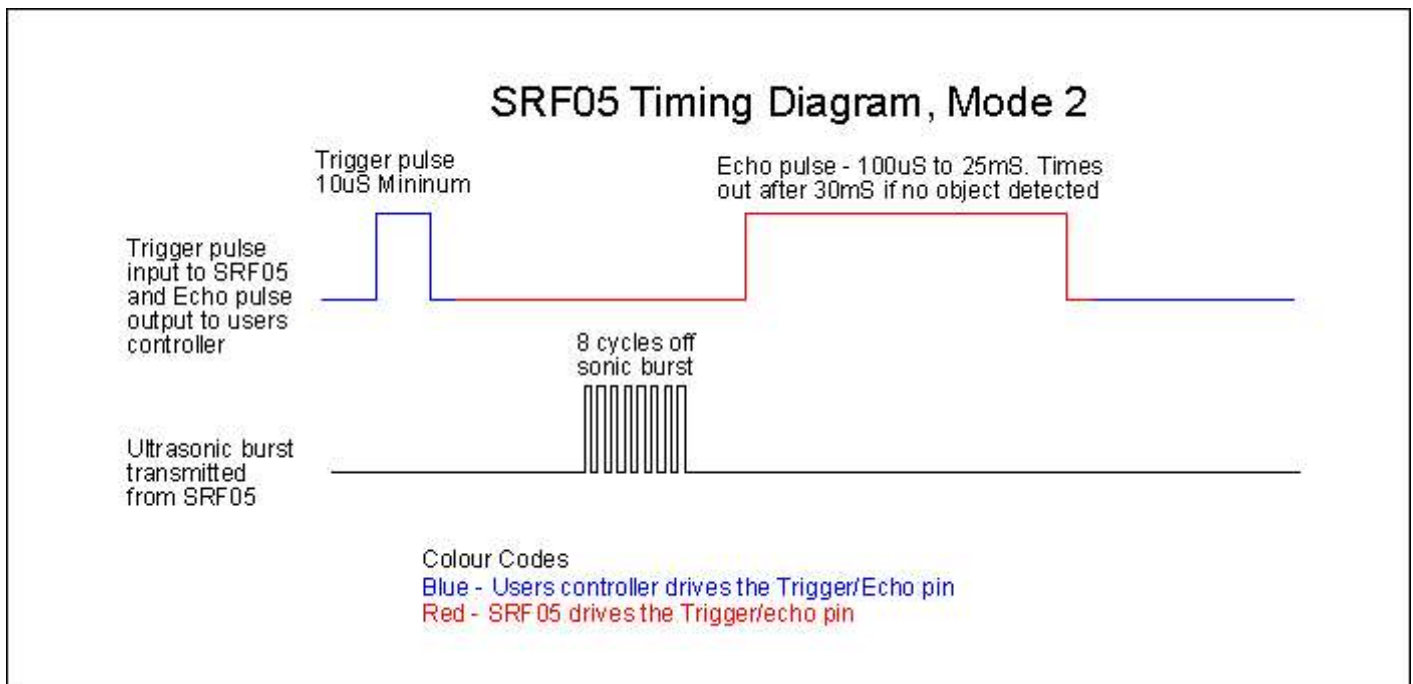 SRF05 Timing Diagram, Mode 2
Trigger pulse
10uS Mininum
Echo pulse - 100uS to 25mS. Times
out after 30mS if no object detected
Trigger pulse
input to SRF05
and Echo pulse
output to users
controller
8 cycles off
sonic burst
Ultrasonic burst
transmitted
from SRF05
Colour Codes
Blue - Users controller drives the Trigger/Echo pin
Red - SRF05 drives the Trigger/echo pin